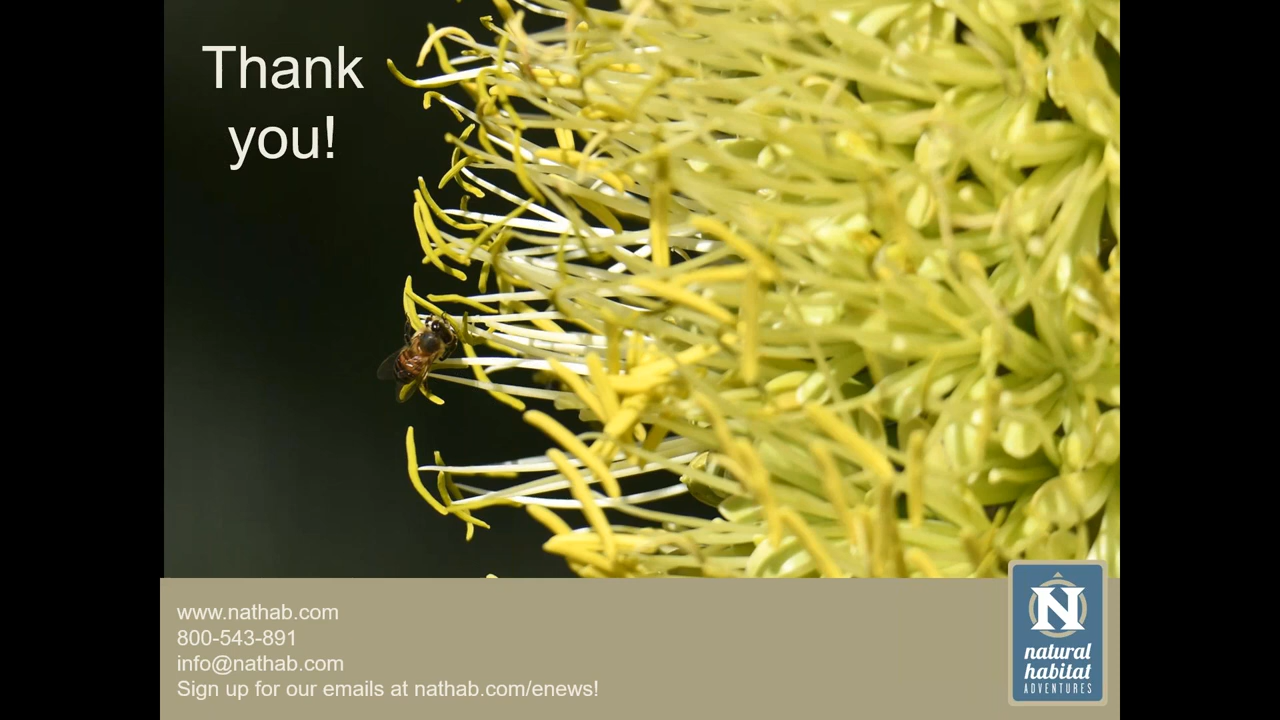 Thank
you!
www.nathab.com
800-543-891
info@nathab.com
Sign up for our emails at nathab.com/enews!
N
natural
habitat
ADVENTURES